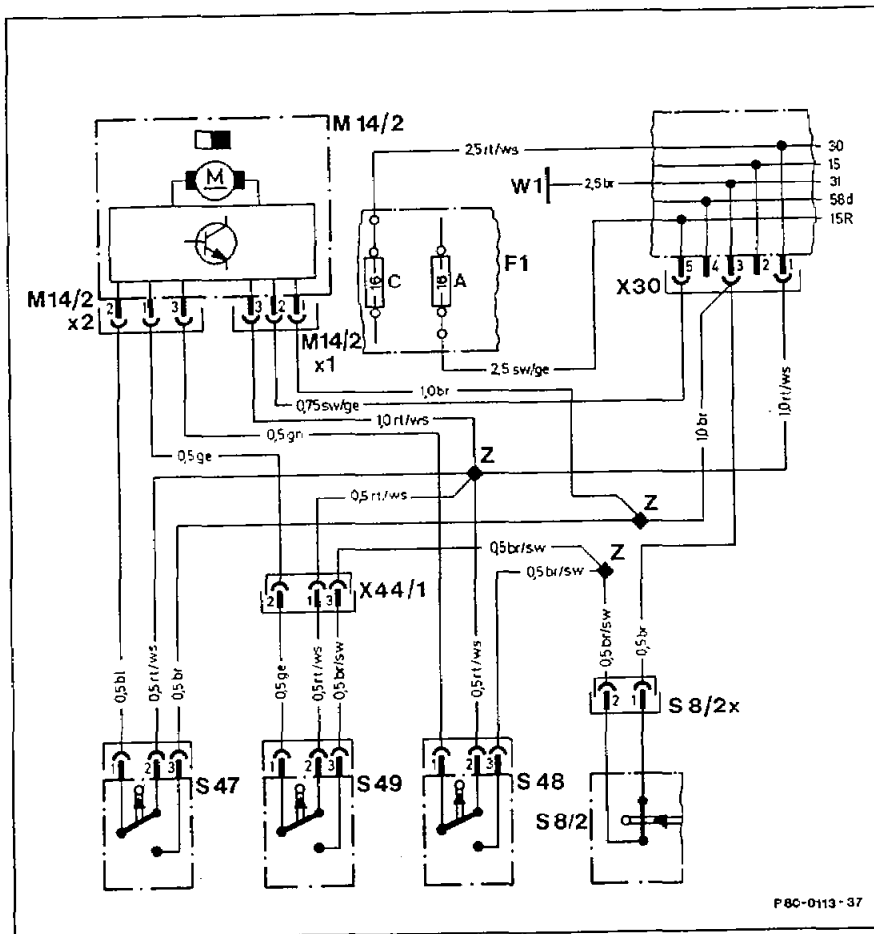 M 14/2
M
2,5 rt/ws
30
15
31
58d
15R
W1
2,5 br
F1
16
C
16
A
X30
5
4
3
2
1
M14/2
x2
2
1
3
3
2
1
M14/2
x1
2,5 sw/ge
1,0 br
0,75 sw/ge
1,0 rt/ws
0,5 gn
0,5 ge
1,0 br
1,0 rt/ws
Z
0,5 rt/ws
Z
0,5 br/sw
Z
0,5 br/sw
X44/1
2
1
3
0,5 bl
0,5 rt/ws
0,5 br
0,5 ge
0,5 rt/ws
0,5 br/sw
0,5 rt/ws
0,5 br/sw
0,5 br
2
1
S 8/2x
1
2
3
S 47
1
2
3
S 49
1
2
3
S 48
S 8/2
P80-0113-37